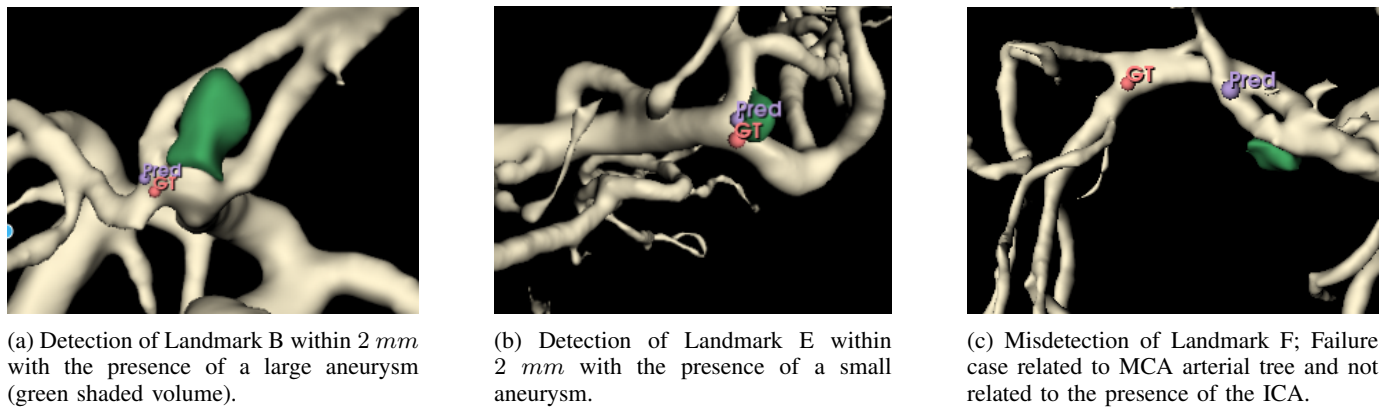 Pred
GT
Pred
GT
GT
Pred
(a) Detection of Landmark B within 2 mm
with the presence of a large aneurysm
(green shaded volume).
(b) Detection of Landmark E within
2 mm with the presence of a small
aneurysm.
(c) Misdetection of Landmark F; Failure
case related to MCA arterial tree and not
related to the presence of the ICA.